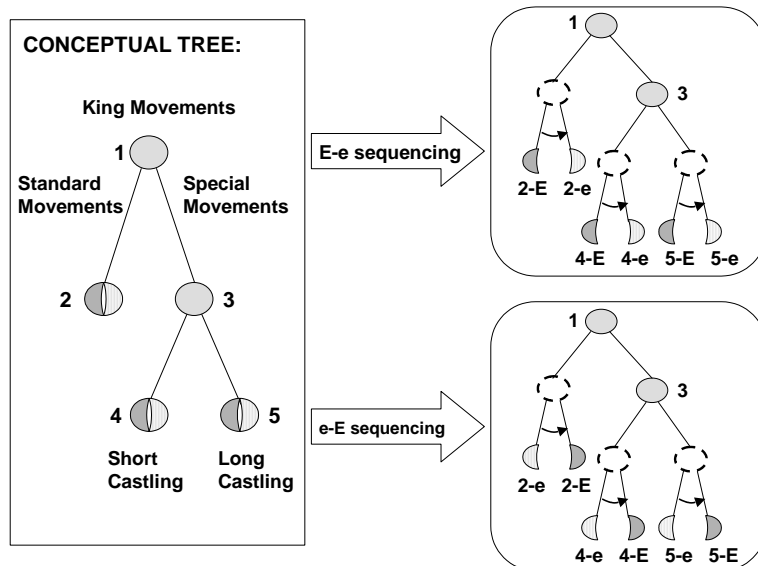 CONCEPTUAL TREE:
King Movements
1
Standard
Movements
Special
Movements
2
3
4
5
Short
Castling
Long
Castling
E-e sequencing
e-E sequencing
1
3
2-E 2-e
4-E 4-e 5-E 5-e
1
3
2-e 2-E
4-e 4-E 5-e 5-E